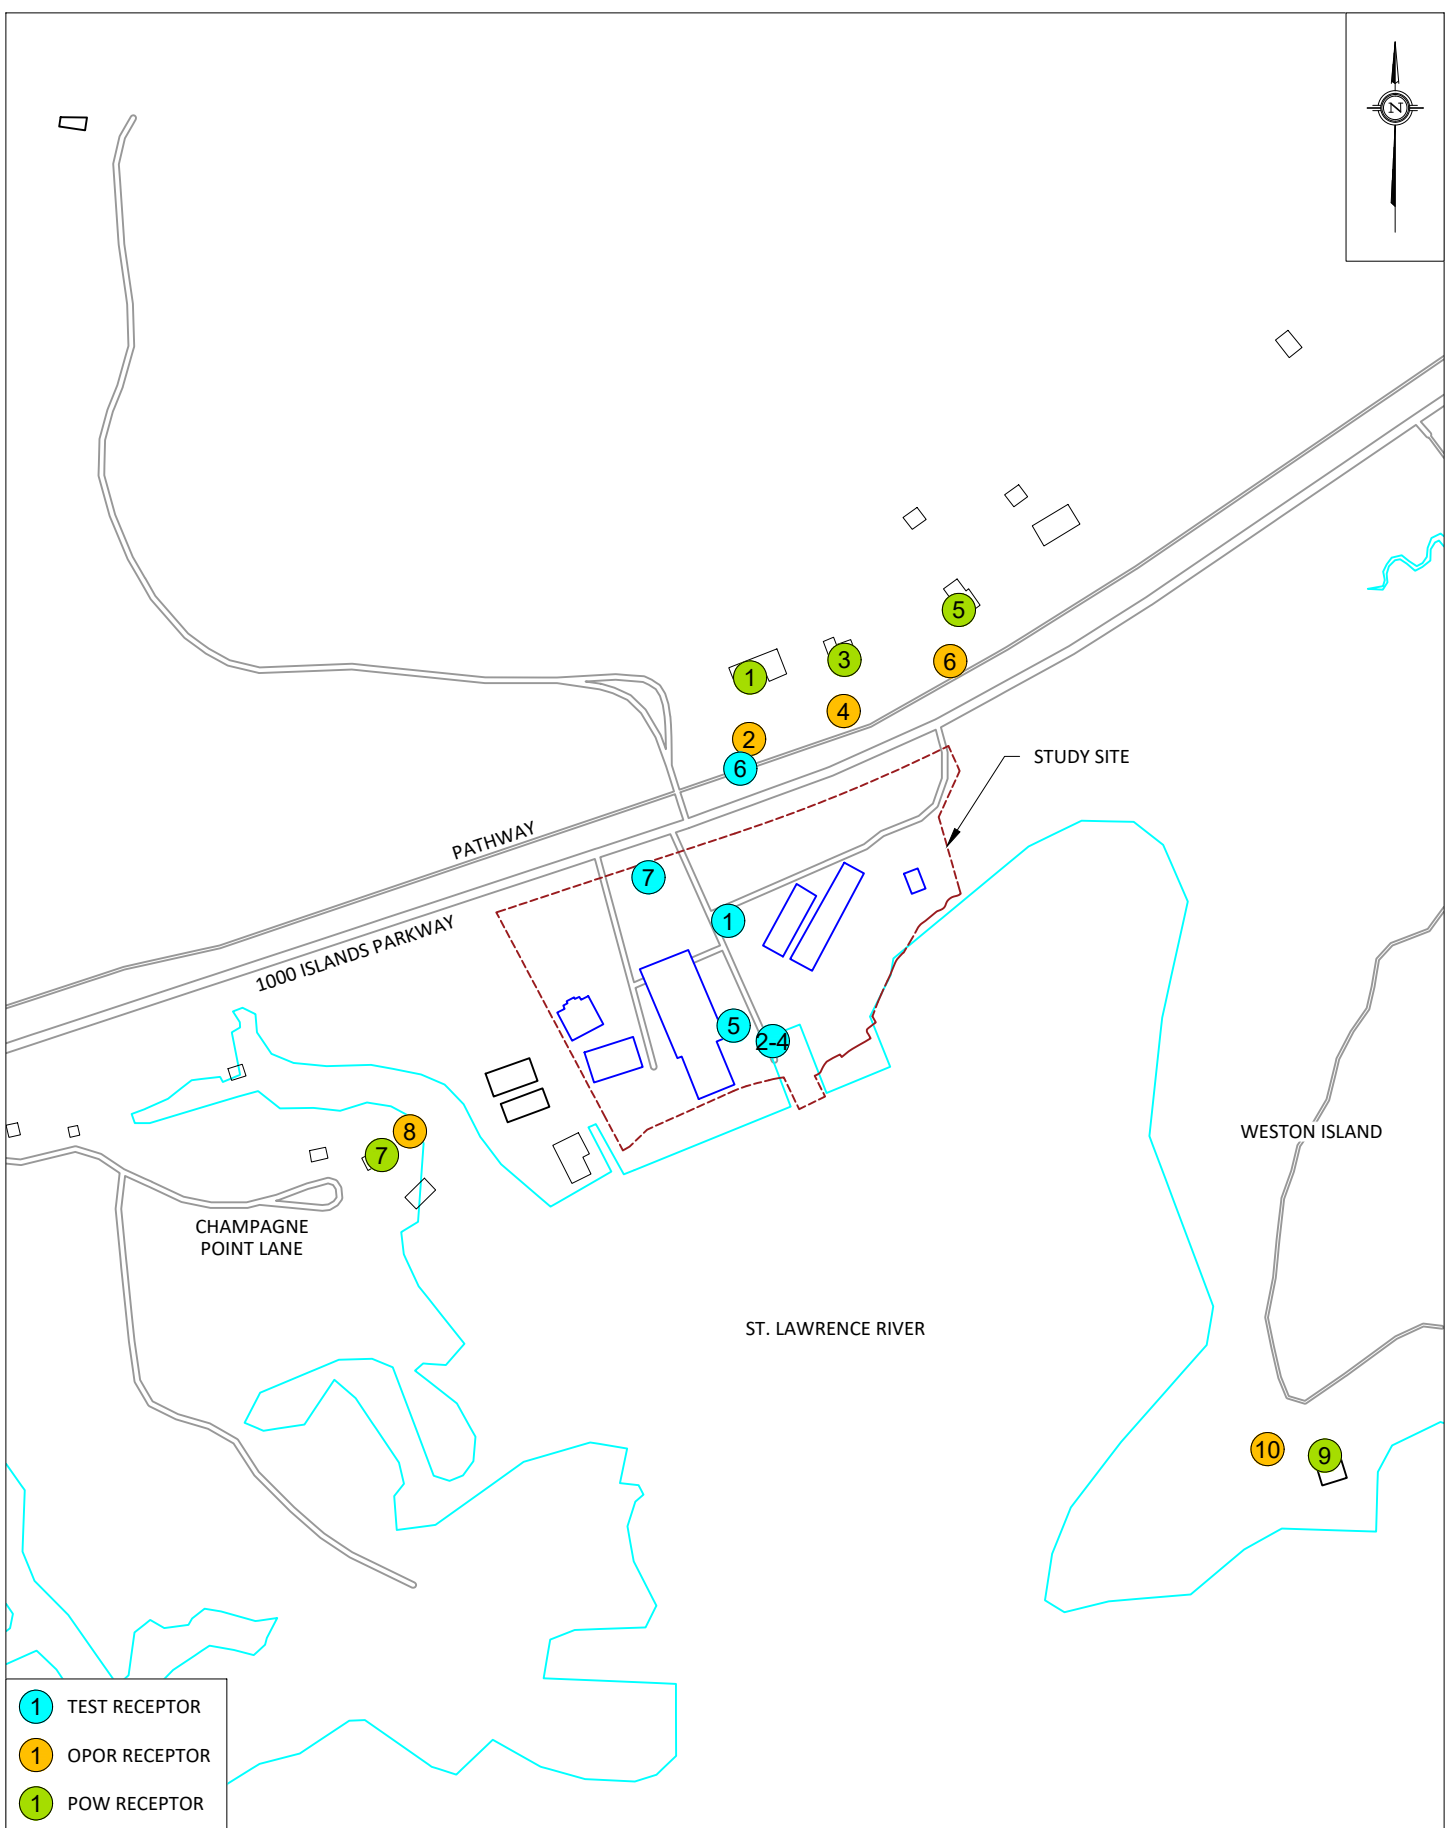 N
5
1
3
6
4
2
6
STUDY SITE
PATHWAY
7
1
1000 ISLANDS PARKWAY
5
2-4
8
7
WESTON ISLAND
CHAMPAGNE
POINT LANE
ST. LAWRENCE RIVER
10
9
1 TEST RECEPTOR
1 OPOR RECEPTOR
1 POW RECEPTOR